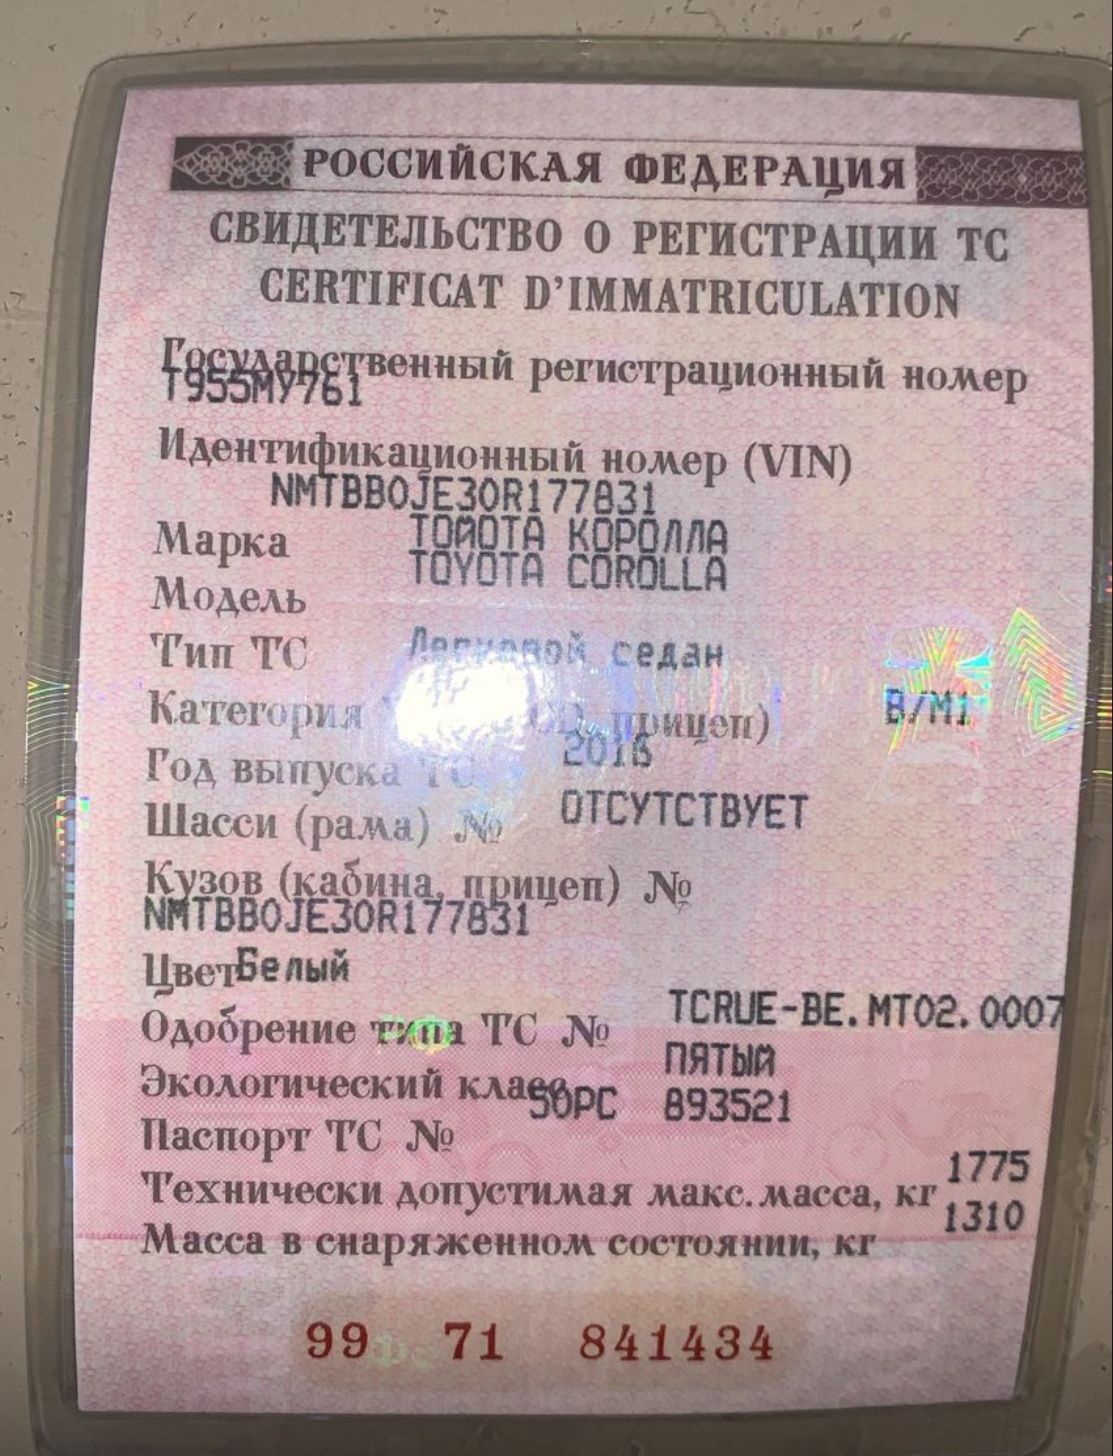 РОССИЙСКАЯ ФЕДЕРАЦИЯ
СВИДЕТЕЛЬСТВО О РЕГИСТРАЦИИ ТС
CERTIFICAT D'IMMATRICULATION
Государственный регистрационный номер
Т955МУ761
Идентификационный номер (VIN)
NMTBB0JE30R177831
Марка ТОЙОТА КОРОЛЛА
TOYOTA COROLLA
Модель
Тип ТС Легковой седан
Категория прицеп) B/M1
Год выпуска ТС 2016
Шасси (рама) № ОТСУТСТВУЕТ
Кузов (кабина, прицеп) №
NMTBB0JE30R177831
Цвет Белый
TCRUE-BE.MT02.0007
Одобрение типа ТС №
ПЯТЫЙ
Экологический класс
50РС 893521
Паспорт ТС №
1775
Технически допустимая макс. масса, кг
1310
Масса в снаряженном состоянии, кг
99 71 841434